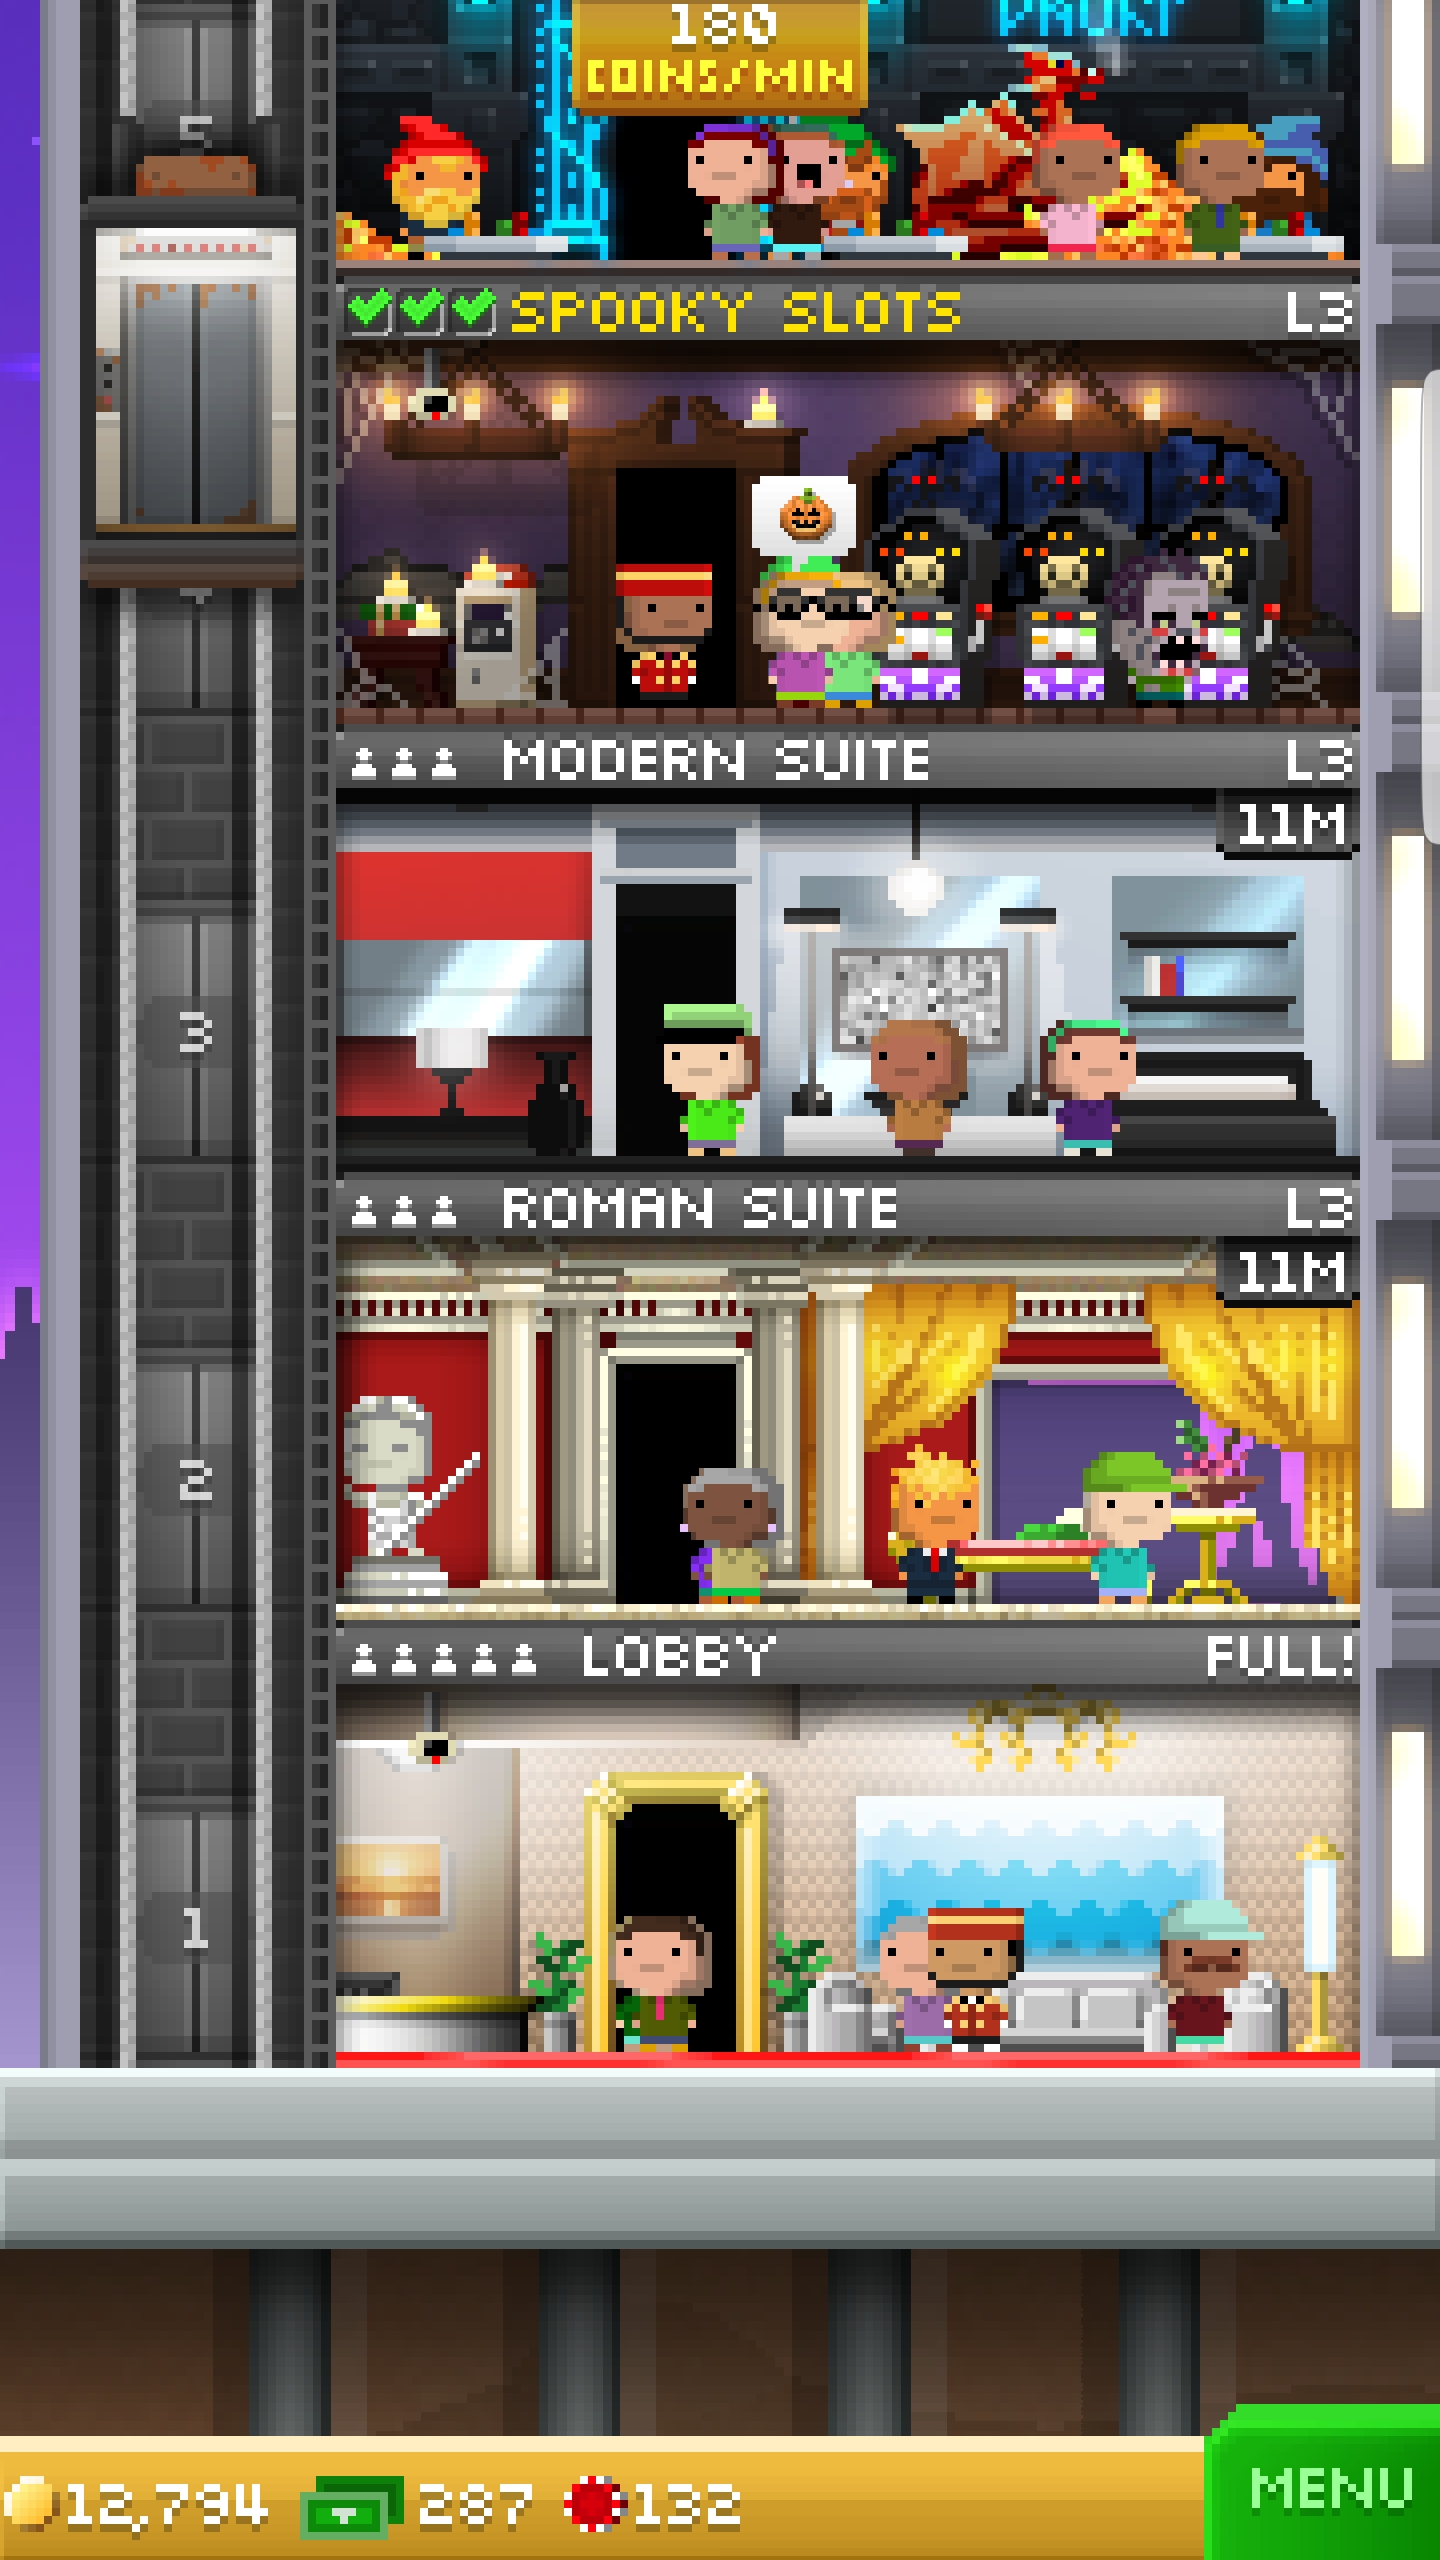 180
COINS/MIN
5
SPOOKY SLOTS L3
MODERN SUITE L3
11M
3
ROMAN SUITE L3
11M
2
LOBBY FULL!
1
12,794 287 132
MENU